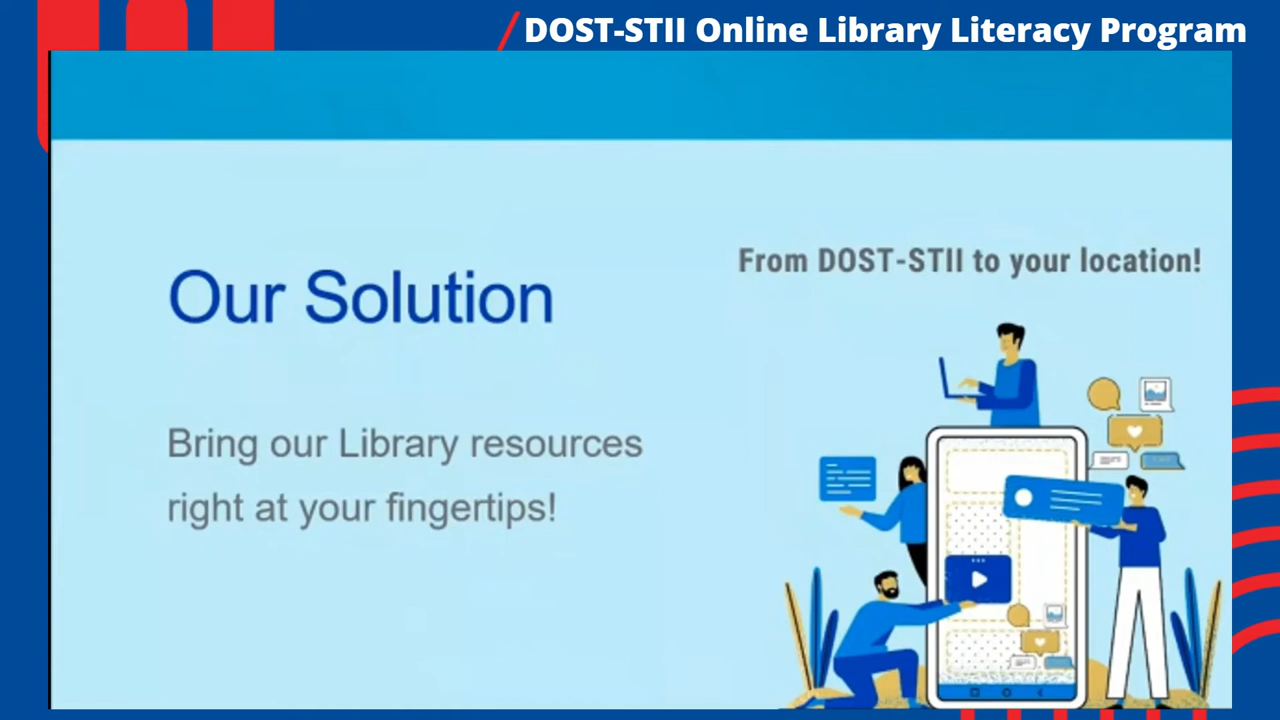 DOST-STII Online Library Literacy Program
From DOST-STII to your location!
Our Solution
Bring our Library resources
right at your fingertips!